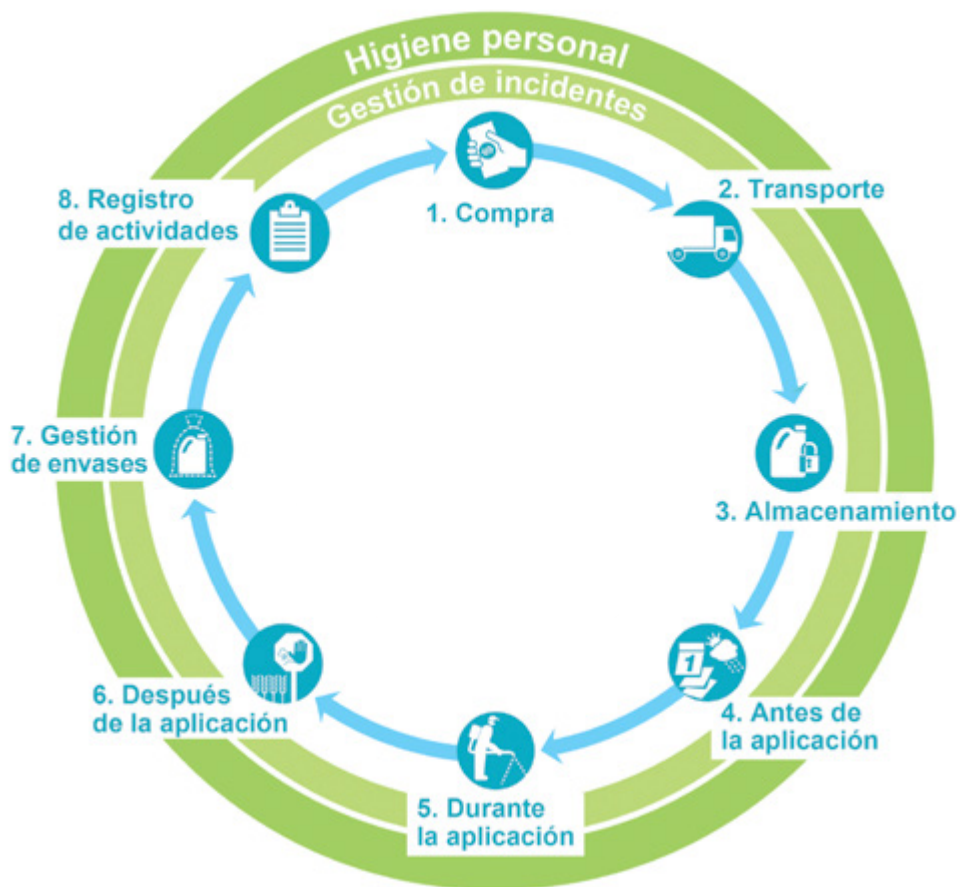 Higiene personal
Gestión de incidentes
1. Compra
2. Transporte
3. Almacenamiento
4. Antes de
la aplicación
5. Durante
la aplicación
6. Después
de la aplicación
7. Gestión
de envases
8. Registro
de actividades
1